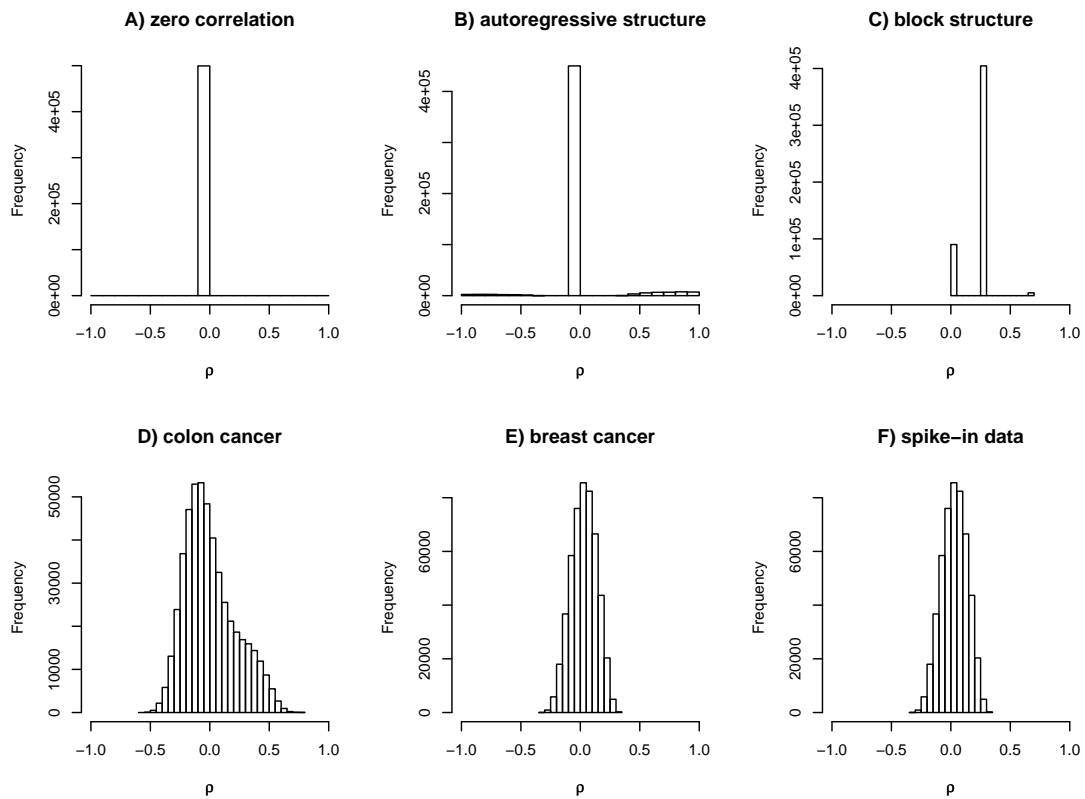 A) zero correlation
Frequency
0e+00 2e+05 4e+05
−1.0 −0.5 0.0 0.5 1.0
ρ
B) autoregressive structure
Frequency
0e+00 2e+05 4e+05
−1.0 −0.5 0.0 0.5 1.0
ρ
C) block structure
Frequency
0e+00 1e+05 2e+05 3e+05 4e+05
−1.0 −0.5 0.0 0.5 1.0
ρ
D) colon cancer
Frequency
0 10000 30000 50000
−1.0 −0.5 0.0 0.5 1.0
ρ
E) breast cancer
Frequency
0 20000 60000
−1.0 −0.5 0.0 0.5 1.0
ρ
F) spike−in data
Frequency
0 20000 60000
−1.0 −0.5 0.0 0.5 1.0
ρ